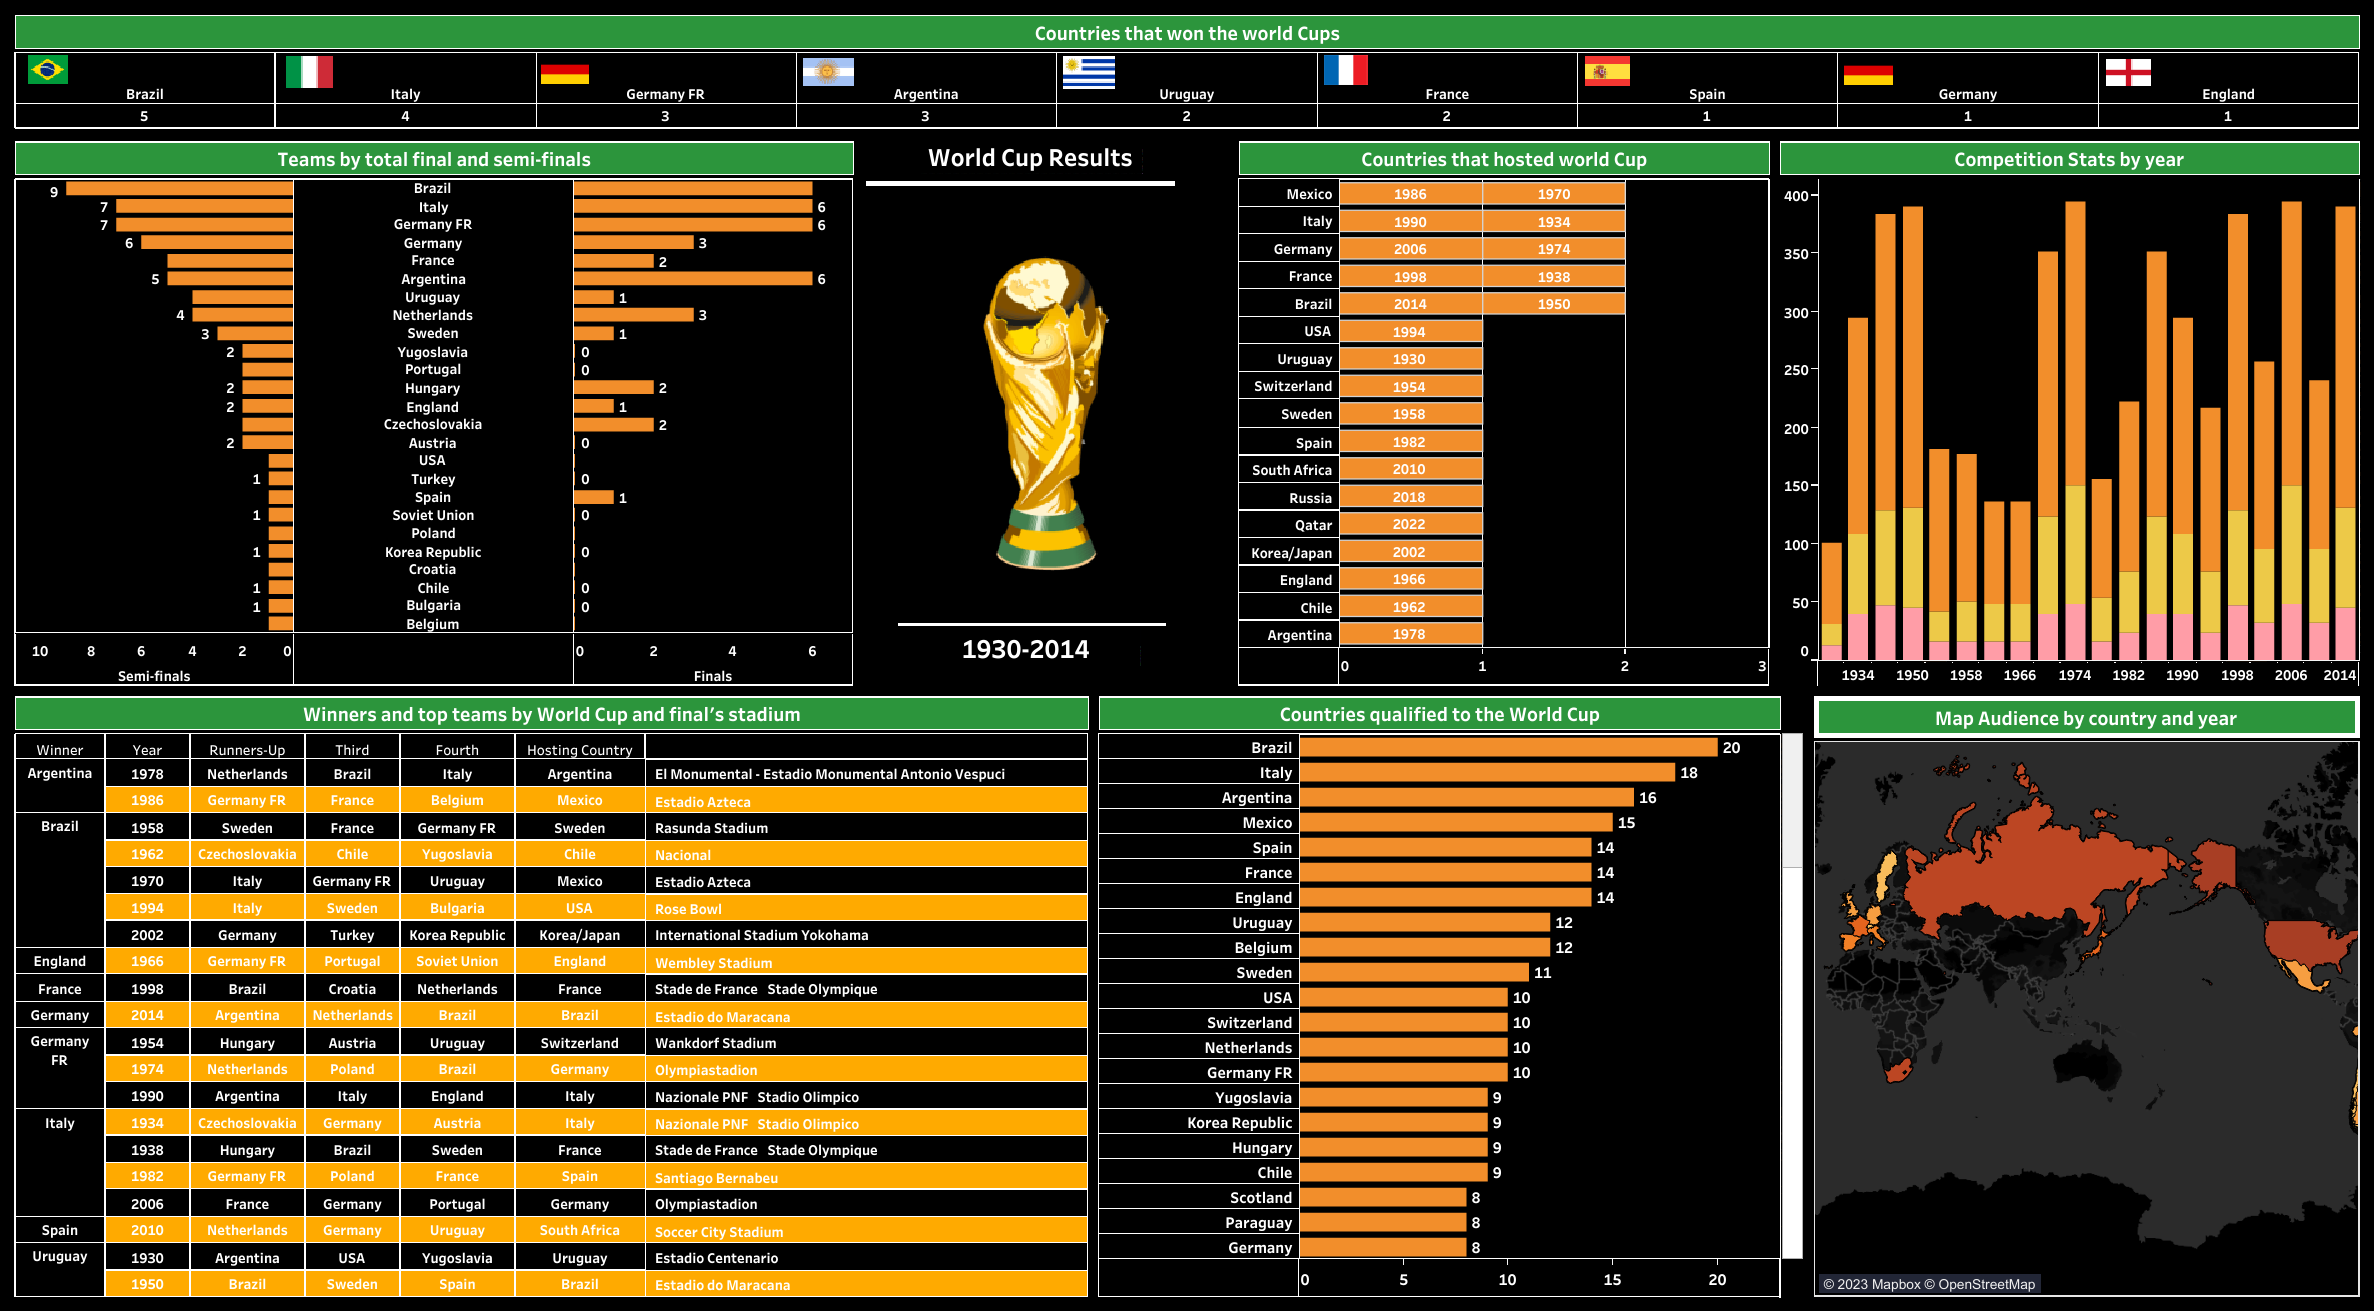 Countries that won the world Cups
Brazil Italy Germany FR Argentina Uruguay France Spain Germany England
5 4 3 3 2 2 1 1 1
Teams by total final and semi-finals
9 Brazil
7 Italy 6
7 Germany FR 6
6 Germany 3
France 2
5 Argentina 6
Uruguay 1
4 Netherlands 3
3 Sweden 1
2 Yugoslavia 0
Portugal 0
2 Hungary 2
2 England 1
Czechoslovakia 2
2 Austria 0
USA
1 Turkey 0
Spain 1
1 Soviet Union 0
Poland
1 Korea Republic 0
Croatia
1 Chile 0
1 Bulgaria 0
Belgium
10 8 6 4 2 0 0 2 4 6
Semi-finals Finals
World Cup Results
1930-2014
Countries that hosted world Cup
Mexico 1986 1970
Italy 1990 1934
Germany 2006 1974
France 1998 1938
Brazil 2014 1950
USA 1994
Uruguay 1930
Switzerland 1954
Sweden 1958
Spain 1982
South Africa 2010
Russia 2018
Qatar 2022
Korea/Japan 2002
England 1966
Chile 1962
Argentina 1978
0 1 2 3
Competition Stats by year
400
350
300
250
200
150
100
50
0
1934 1950 1958 1966 1974 1982 1990 1998 2006 2014
Winners and top teams by World Cup and final's stadium
Winner Year Runners-Up Third Fourth Hosting Country
Argentina 1978 Netherlands Brazil Italy Argentina El Monumental - Estadio Monumental Antonio Vespuci
1986 Germany FR France Belgium Mexico Estadio Azteca
Brazil 1958 Sweden France Germany FR Sweden Rasunda Stadium
1962 Czechoslovakia Chile Yugoslavia Chile Nacional
1970 Italy Germany FR Uruguay Mexico Estadio Azteca
1994 Italy Sweden Bulgaria USA Rose Bowl
2002 Germany Turkey Korea Republic Korea/Japan International Stadium Yokohama
England 1966 Germany FR Portugal Soviet Union England Wembley Stadium
France 1998 Brazil Croatia Netherlands France Stade de France Stade Olympique
Germany 2014 Argentina Netherlands Brazil Brazil Estadio do Maracana
Germany FR 1954 Hungary Austria Uruguay Switzerland Wankdorf Stadium
1974 Netherlands Poland Brazil Germany Olympiastadion
1990 Argentina Italy England Italy Nazionale PNF Stadio Olimpico
Italy 1934 Czechoslovakia Germany Austria Italy Nazionale PNF Stadio Olimpico
1938 Hungary Brazil Sweden France Stade de France Stade Olympique
1982 Germany FR Poland France Spain Santiago Bernabeu
2006 France Germany Portugal Germany Olympiastadion
Spain 2010 Netherlands Germany Uruguay South Africa Soccer City Stadium
Uruguay 1930 Argentina USA Yugoslavia Uruguay Estadio Centenario
1950 Brazil Sweden Spain Brazil Estadio do Maracana
Countries qualified to the World Cup
Brazil 20
Italy 18
Argentina 16
Mexico 15
Spain 14
France 14
England 14
Uruguay 12
Belgium 12
Sweden 11
USA 10
Switzerland 10
Netherlands 10
Germany FR 10
Yugoslavia 9
Korea Republic 9
Hungary 9
Chile 9
Scotland 8
Paraguay 8
Germany 8
0 5 10 15 20
Map Audience by country and year
© 2023 Mapbox © OpenStreetMap